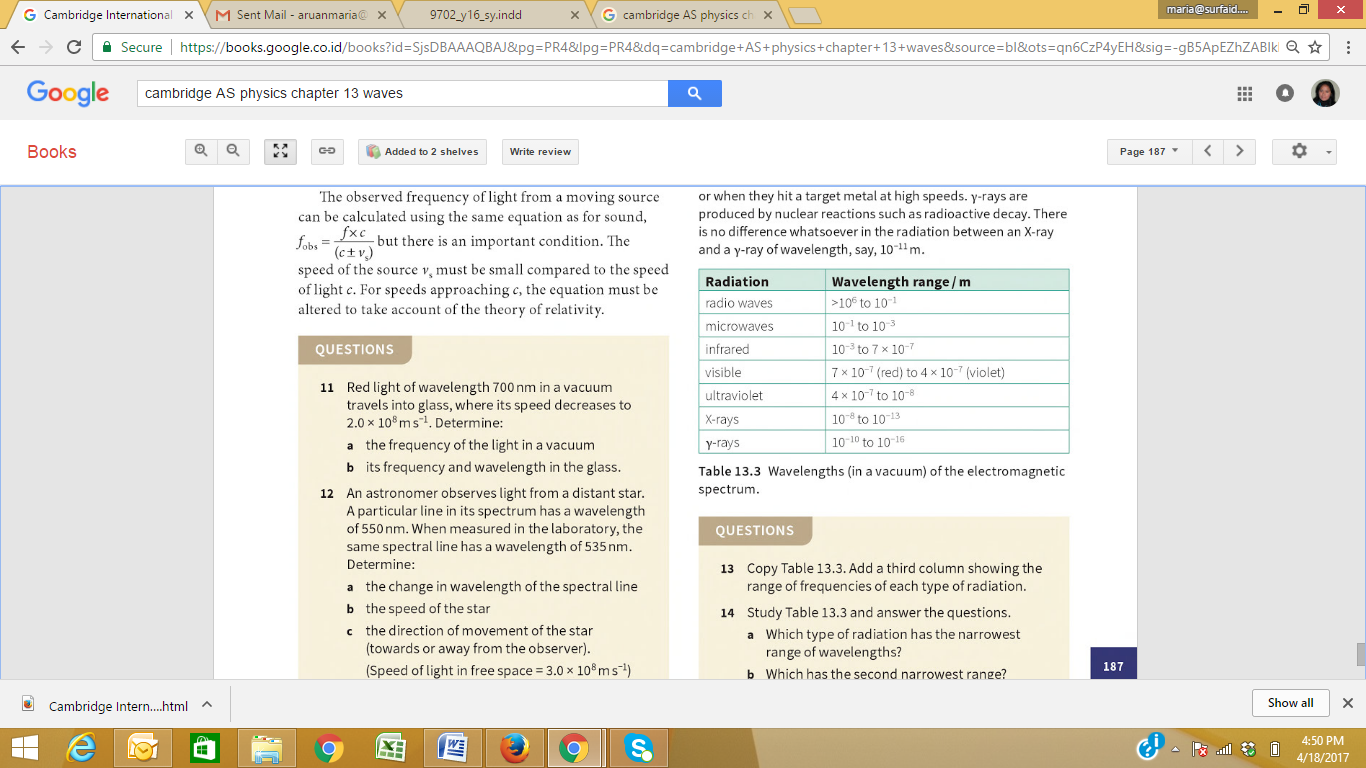 Cambridge International
Sent Mail - aruanmaria@
9702_y16_sy.indd
cambridge AS physics ch
maria@surfaid....
Secure
https://books.google.co.id/books?id=SjsDBAAAQBAJ&pg=PR4&lpg=PR4&dq=cambridge+AS+physics+chapter+13+waves&source=bl&ots=qn6CzP4yEH&sig=-gB5ApEZhZABIkl
Google
cambridge AS physics chapter 13 waves
Books
Added to 2 shelves
Write review
Page 187
The observed frequency of light from a moving source
can be calculated using the same equation as for sound,
f_obs = f×c/(c ± v_s) but there is an important condition. The
speed of the source v_s must be small compared to the speed
of light c. For speeds approaching c, the equation must be
altered to take account of the theory of relativity.
QUESTIONS
11 Red light of wavelength 700 nm in a vacuum
travels into glass, where its speed decreases to
2.0 × 10⁸ m s⁻¹. Determine:
a the frequency of the light in a vacuum
b its frequency and wavelength in the glass.
12 An astronomer observes light from a distant star.
A particular line in its spectrum has a wavelength
of 550 nm. When measured in the laboratory, the
same spectral line has a wavelength of 535 nm.
Determine:
a the change in wavelength of the spectral line
b the speed of the star
c the direction of movement of the star
(towards or away from the observer).
(Speed of light in free space = 3.0 × 10⁸ m s⁻¹)
or when they hit a target metal at high speeds. γ-rays are
produced by nuclear reactions such as radioactive decay. There
is no difference whatsoever in the radiation between an X-ray
and a γ-ray of wavelength, say, 10⁻¹¹ m.
Radiation Wavelength range / m
radio waves >10⁶ to 10⁻¹
microwaves 10⁻¹ to 10⁻³
infrared 10⁻³ to 7 × 10⁻⁷
visible 7 × 10⁻⁷ (red) to 4 × 10⁻⁷ (violet)
ultraviolet 4 × 10⁻⁷ to 10⁻⁸
X-rays 10⁻⁸ to 10⁻¹³
γ-rays 10⁻¹⁰ to 10⁻¹⁶
Table 13.3 Wavelengths (in a vacuum) of the electromagnetic
spectrum.
QUESTIONS
13 Copy Table 13.3. Add a third column showing the
range of frequencies of each type of radiation.
14 Study Table 13.3 and answer the questions.
a Which type of radiation has the narrowest
range of wavelengths?
b Which has the second narrowest range?
187
Cambridge Intern....html
Show all
4:50 PM
4/18/2017